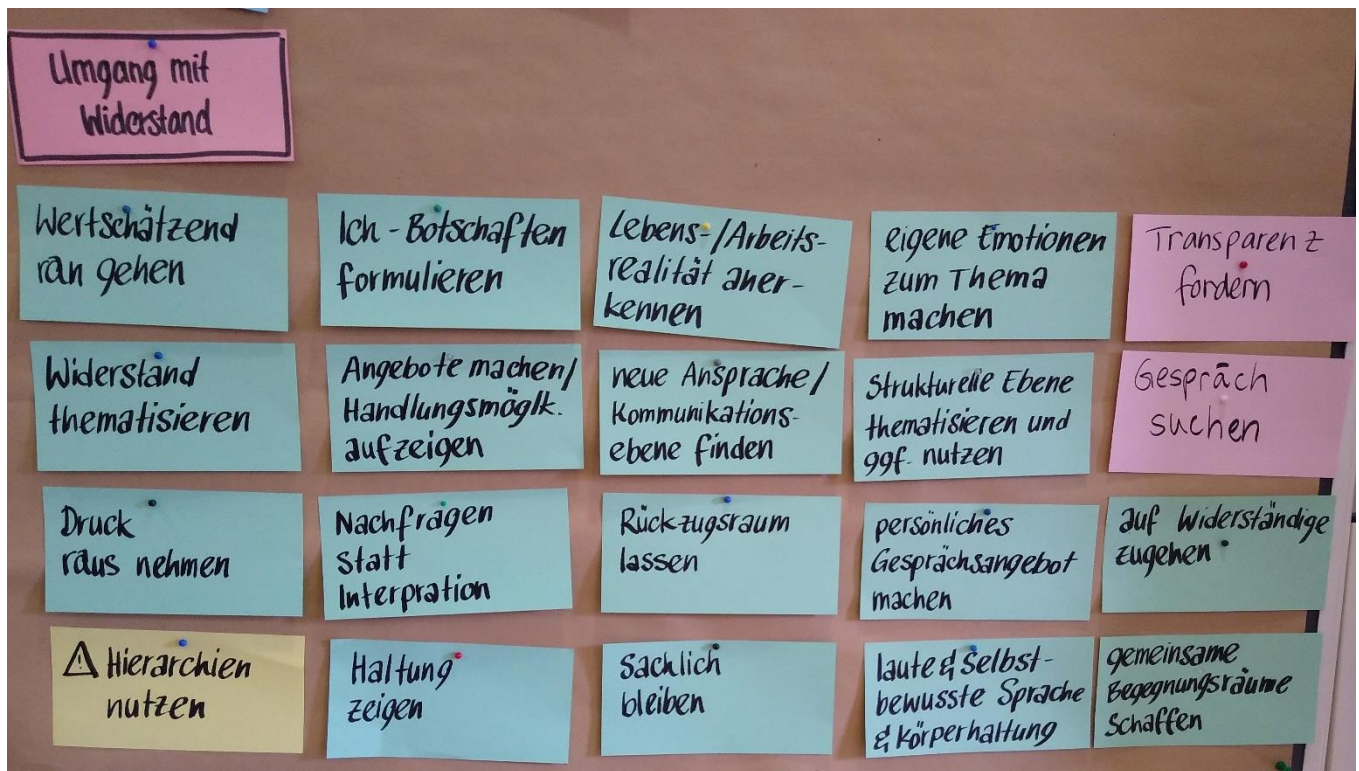 Umgang mit
Widerstand
Wertschätzend
ran gehen
Ich - Botschaften
formulieren
Lebens-/Arbeits-
realität aner-
kennen
eigene Emotionen
zum Thema
machen
Transparenz
fordern
Widerstand
thematisieren
Angebote machen/
Handlungsmöglk.
aufzeigen
neue Ansprache/
Kommunikations-
ebene finden
Strukturelle Ebene
thematisieren und
ggf. nutzen
Gespräch
suchen
Druck
raus nehmen
Nachfragen
statt
Interpration
Rückzugsraum
lassen
persönliches
Gesprächsangebot
machen
auf Widerständige
zugehen
⚠ Hierarchien
nutzen
Haltung
zeigen
Sachlich
bleiben
laute & Selbst-
bewusste Sprache
& Körperhaltung
gemeinsame
Begegnungsräume
Schaffen